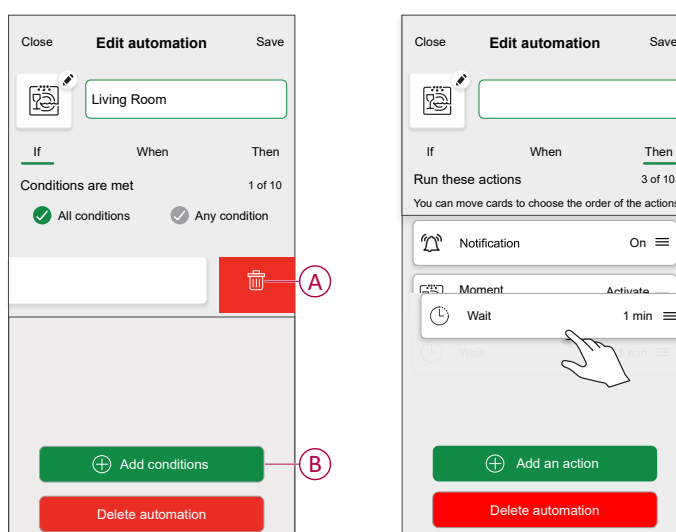 Close Edit automation Save
Living Room
If When Then
Conditions are met 1 of 10
All conditions Any condition
A
Add conditions
B
Delete automation
Close Edit automation Save
If When Then
Run these actions 3 of 10
You can move cards to choose the order of the actions
Notification On
Moment Activate
Wait 1 min
Wait 1 min
Add an action
Delete automation